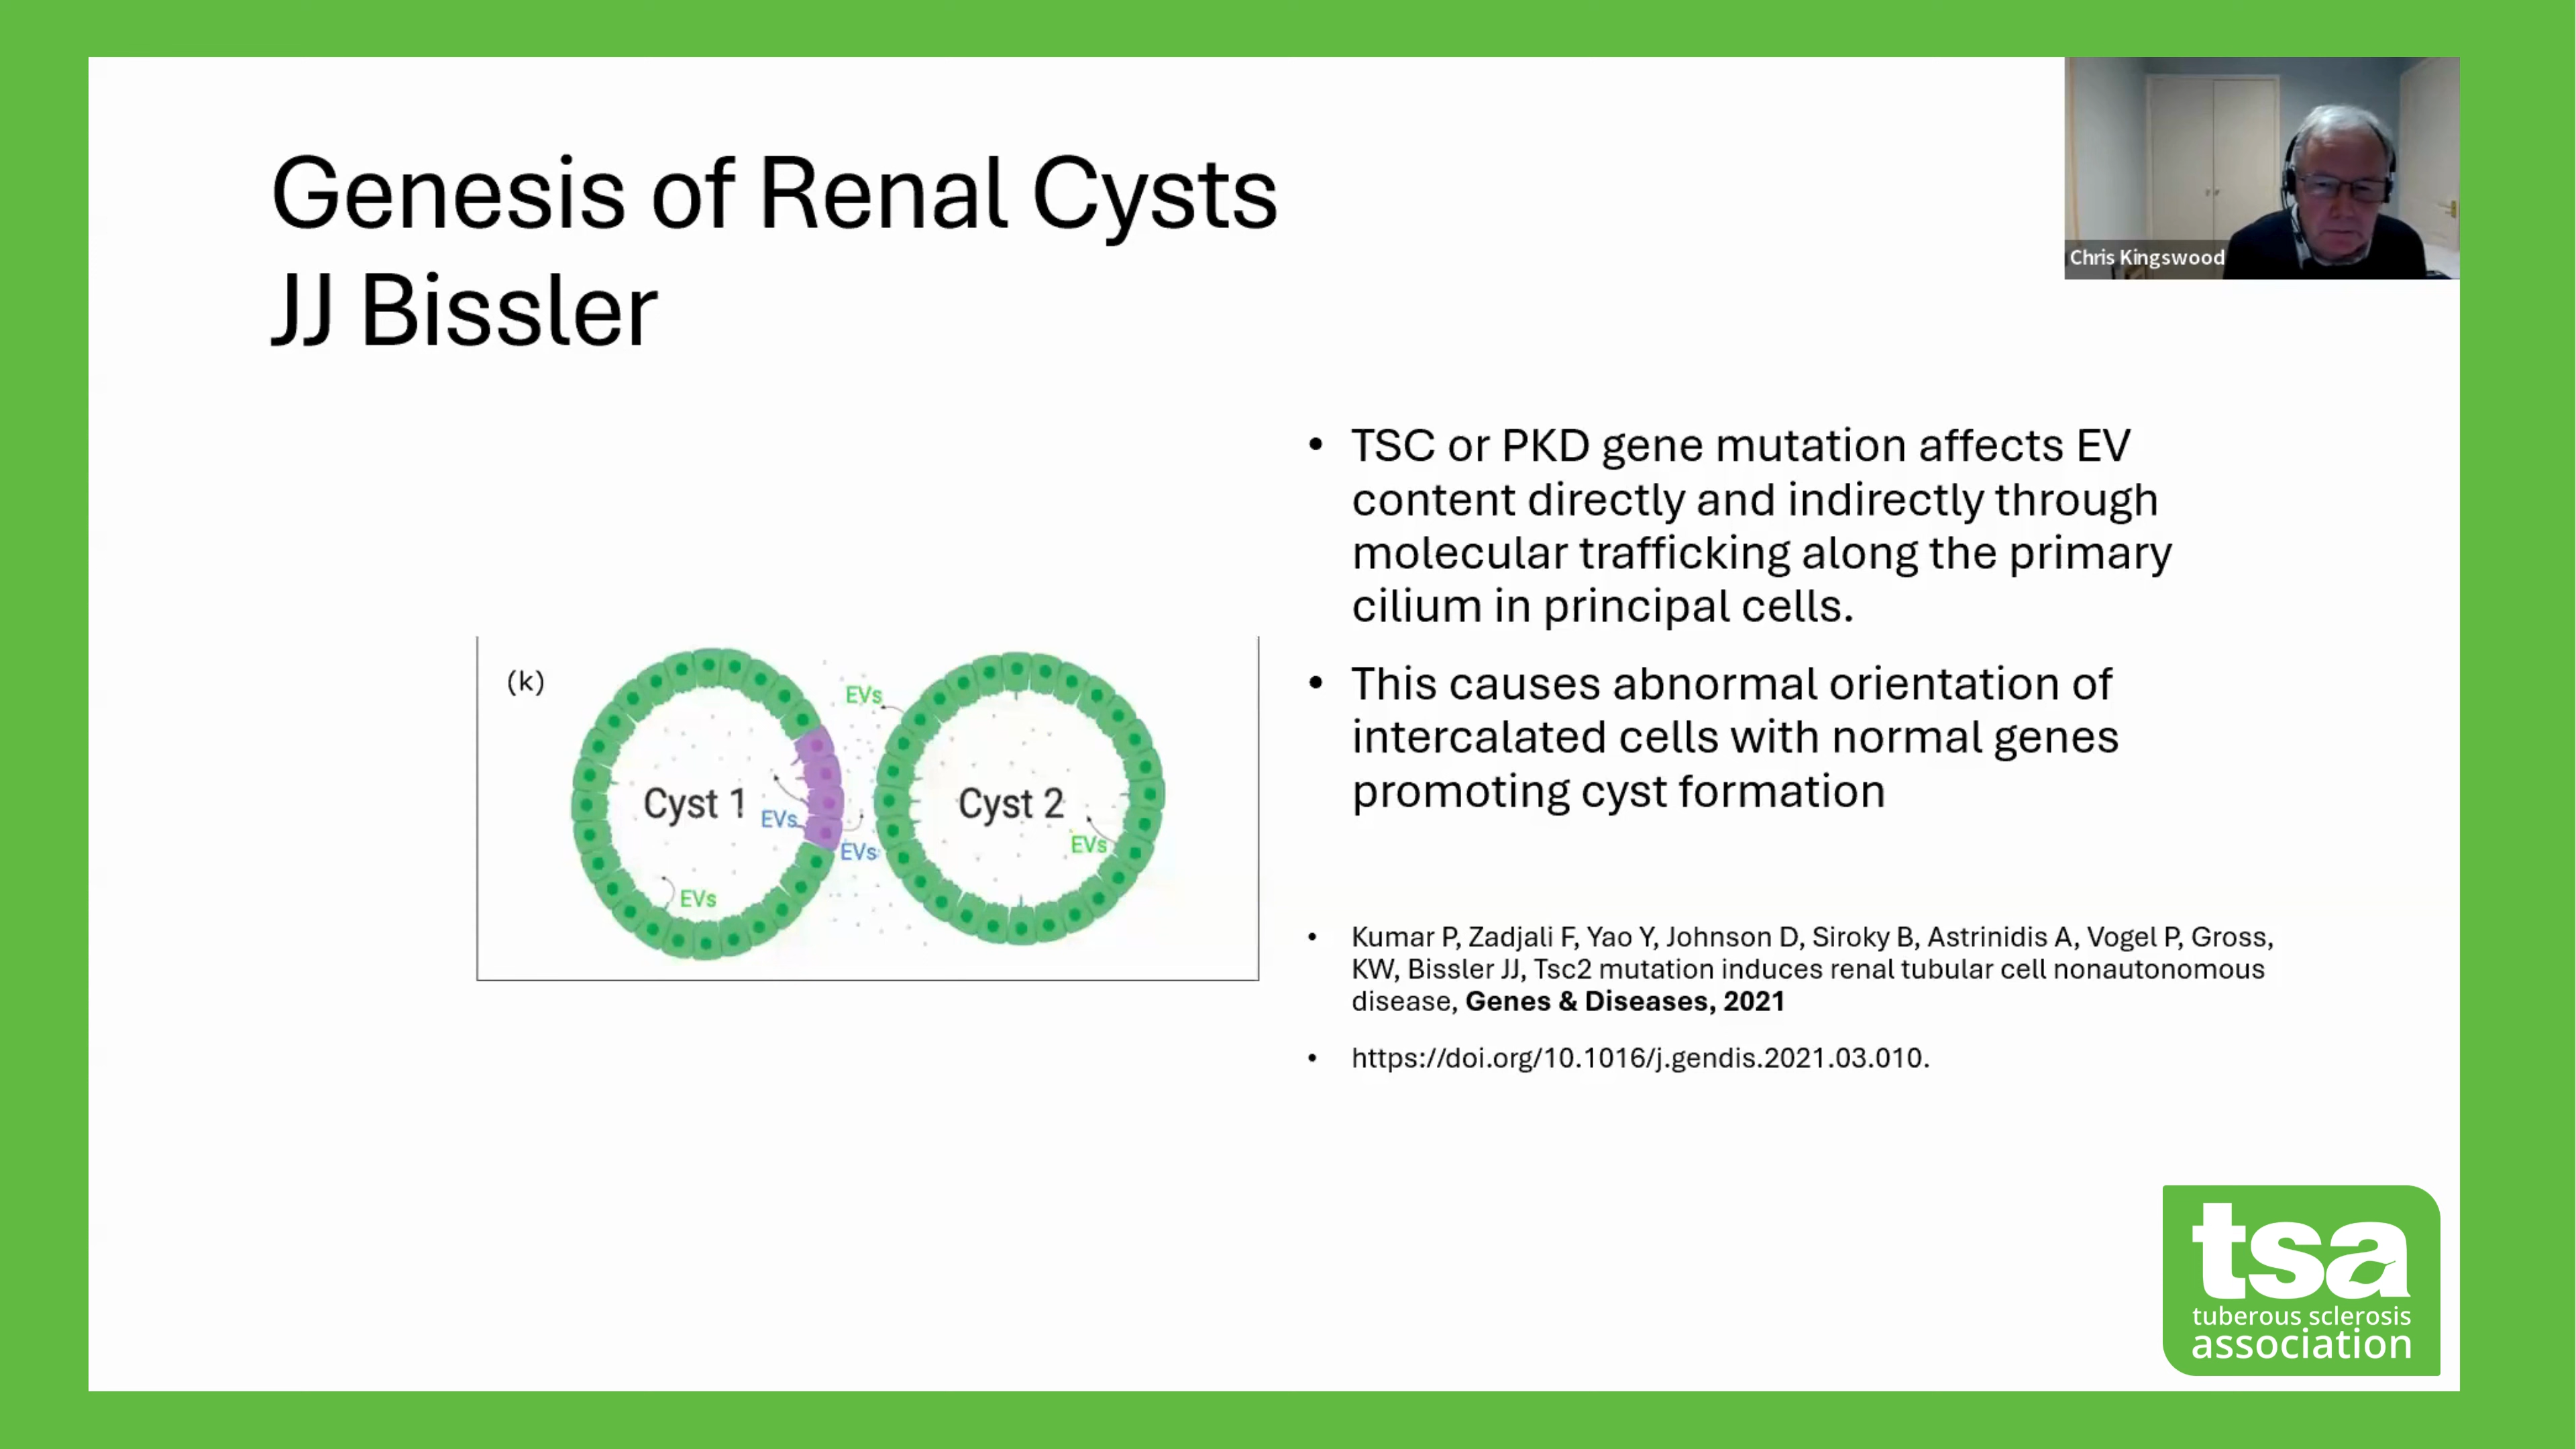 Genesis of Renal Cysts
JJ Bissler
Chris Kingswood
• TSC or PKD gene mutation affects EV
content directly and indirectly through
molecular trafficking along the primary
cilium in principal cells.
• This causes abnormal orientation of
intercalated cells with normal genes
promoting cyst formation
(k)
EVs
Cyst 1
EVs
EVs
EVs
Cyst 2
EVs
• Kumar P, Zadjali F, Yao Y, Johnson D, Siroky B, Astrinidis A, Vogel P, Gross,
KW, Bissler JJ, Tsc2 mutation induces renal tubular cell nonautonomous
disease, Genes & Diseases, 2021
• https://doi.org/10.1016/j.gendis.2021.03.010.
tsa
tuberous sclerosis
association